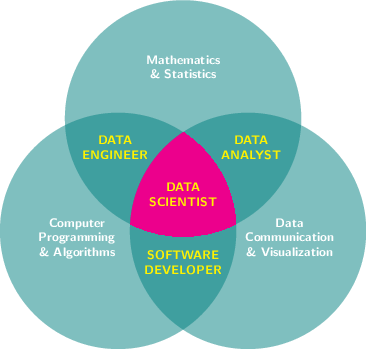 Mathematics
& Statistics
DATA
ENGINEER
DATA
ANALYST
DATA
SCIENTIST
Computer
Programming
& Algorithms
Data
Communication
& Visualization
SOFTWARE
DEVELOPER